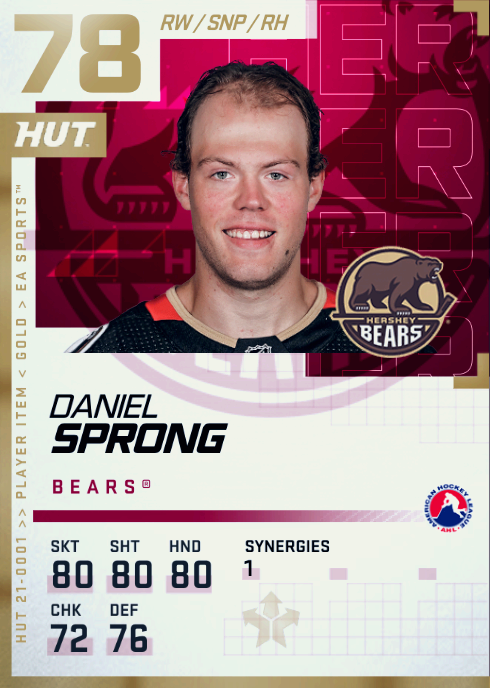 78
RW / SNP / RH
HUT
HERSHEY
BEARS
DANIEL
SPRONG
BEARS
AMERICAN HOCKEY LEAGUE
AHL
SKT SHT HND SYNERGIES
80 80 80 1
CHK DEF
72 76
HUT 21-0001 >> PLAYER ITEM < GOLD > EA SPORTS™